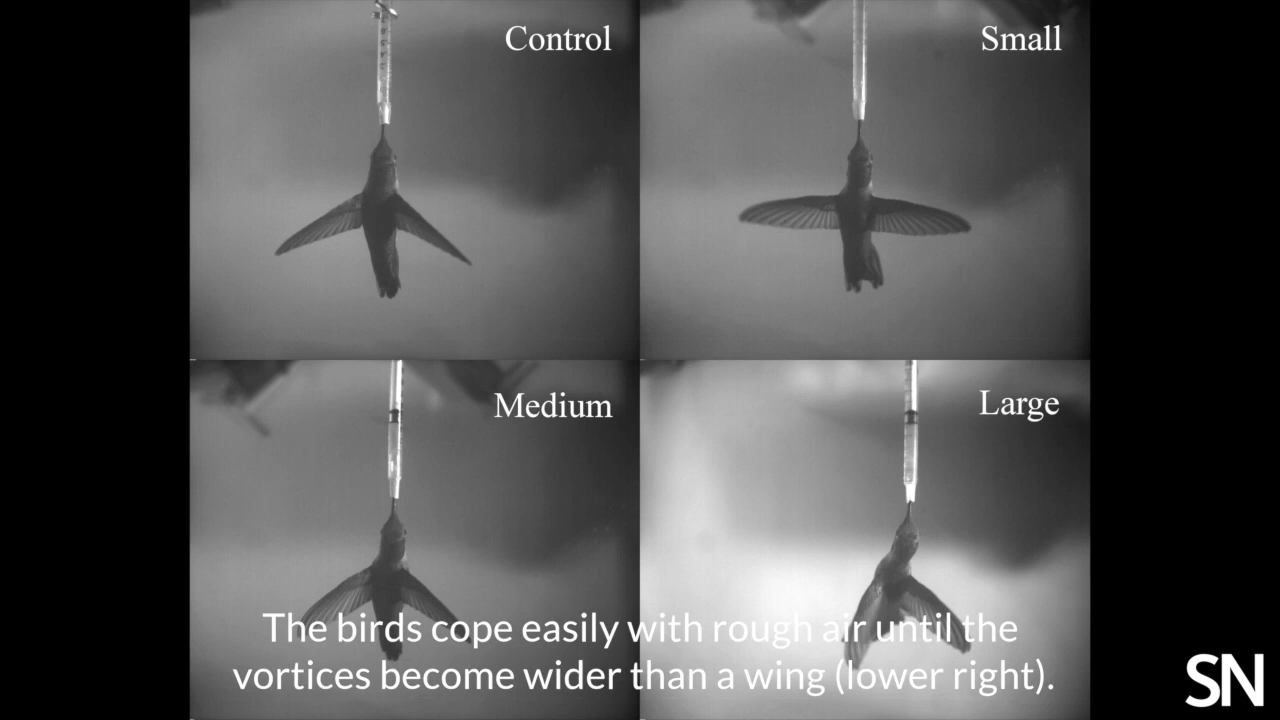 Control
Small
Medium
Large
The birds cope easily with rough air until the
vortices become wider than a wing (lower right).
SN